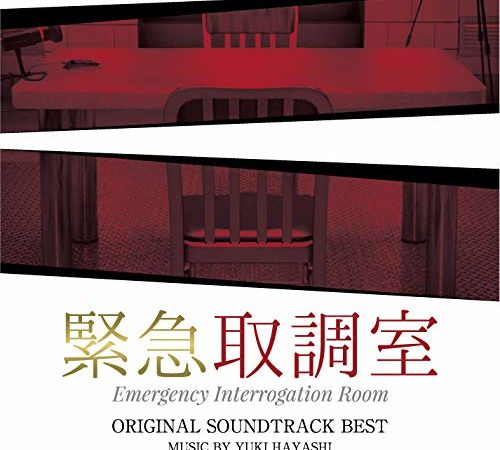 緊急取調室
Emergency Interrogation Room
ORIGINAL SOUNDTRACK BEST
MUSIC BY YUKI HAYASHI